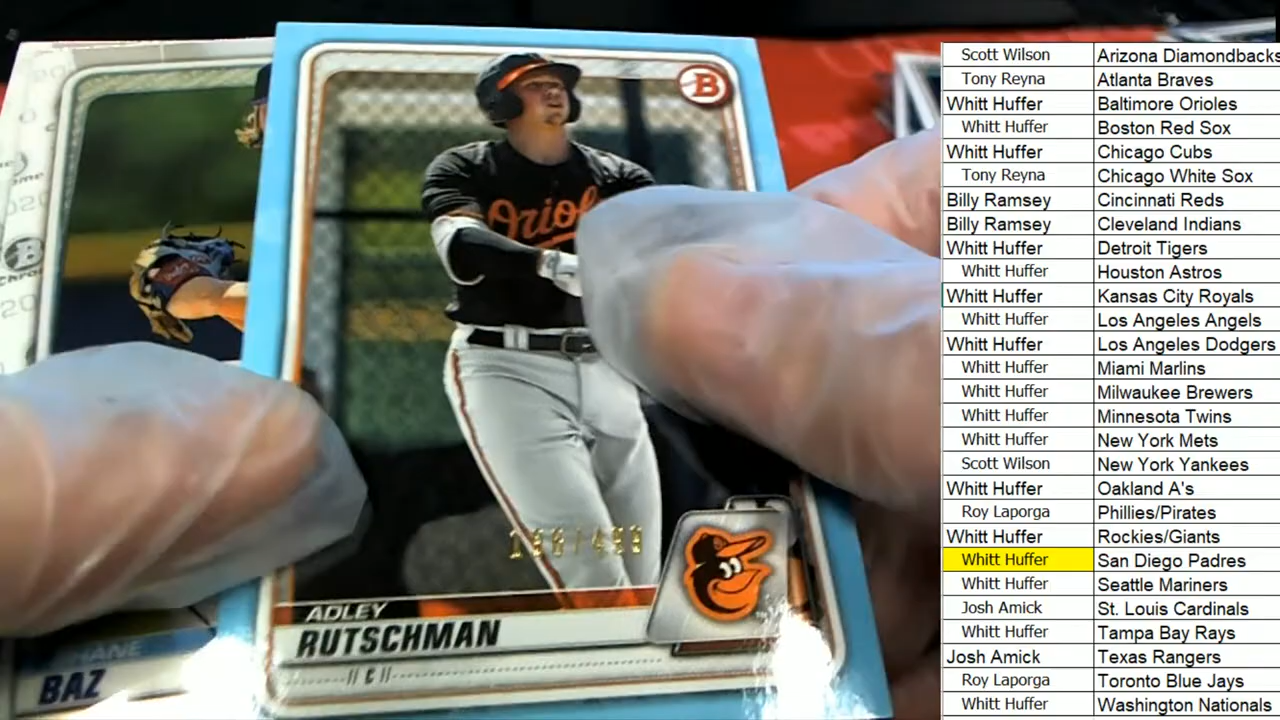 Orio
B
188/499
ADLEY
RUTSCHMAN
C
BAZ
Scott Wilson Arizona Diamondbacks
Tony Reyna Atlanta Braves
Whitt Huffer Baltimore Orioles
Whitt Huffer Boston Red Sox
Whitt Huffer Chicago Cubs
Tony Reyna Chicago White Sox
Billy Ramsey Cincinnati Reds
Billy Ramsey Cleveland Indians
Whitt Huffer Detroit Tigers
Whitt Huffer Houston Astros
Whitt Huffer Kansas City Royals
Whitt Huffer Los Angeles Angels
Whitt Huffer Los Angeles Dodgers
Whitt Huffer Miami Marlins
Whitt Huffer Milwaukee Brewers
Whitt Huffer Minnesota Twins
Whitt Huffer New York Mets
Scott Wilson New York Yankees
Whitt Huffer Oakland A's
Roy Laporga Phillies/Pirates
Whitt Huffer Rockies/Giants
Whitt Huffer San Diego Padres
Whitt Huffer Seattle Mariners
Josh Amick St. Louis Cardinals
Whitt Huffer Tampa Bay Rays
Josh Amick Texas Rangers
Roy Laporga Toronto Blue Jays
Whitt Huffer Washington Nationals